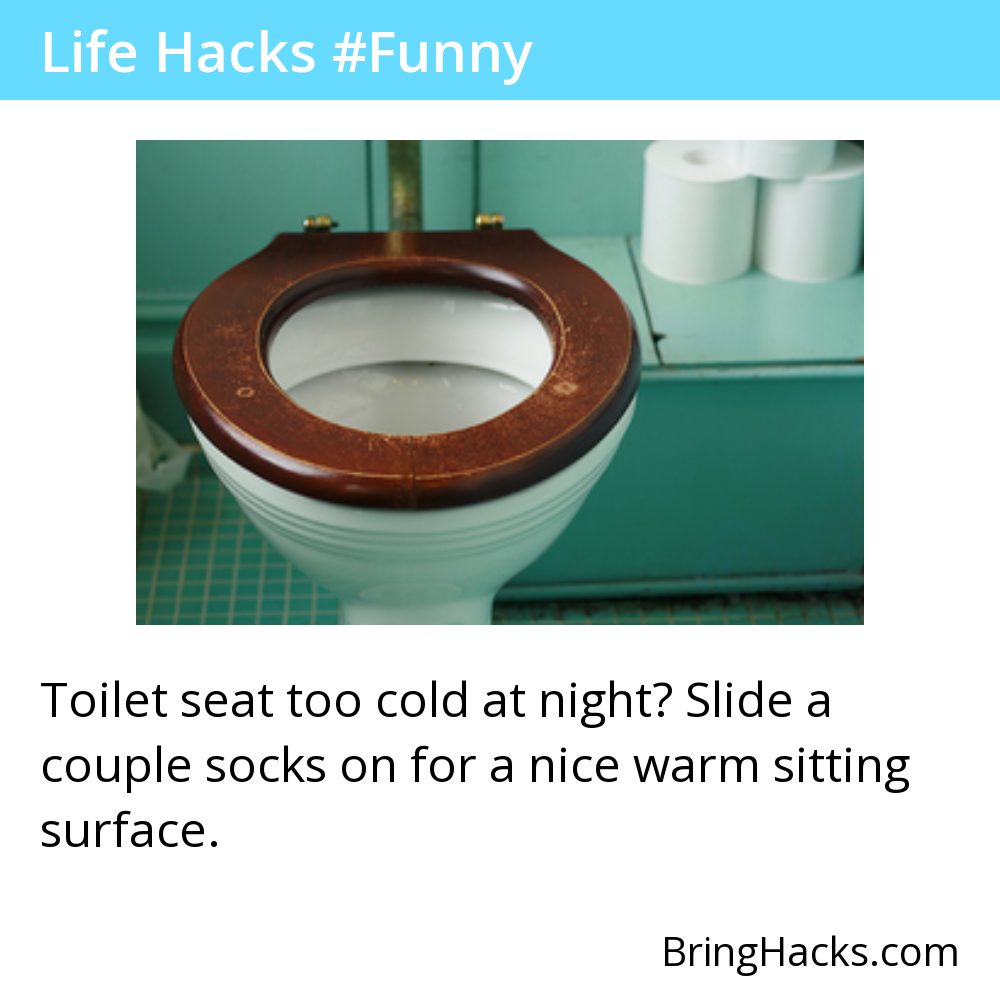 Life Hacks #Funny
Toilet seat too cold at night? Slide a
couple socks on for a nice warm sitting
surface.
BringHacks.com